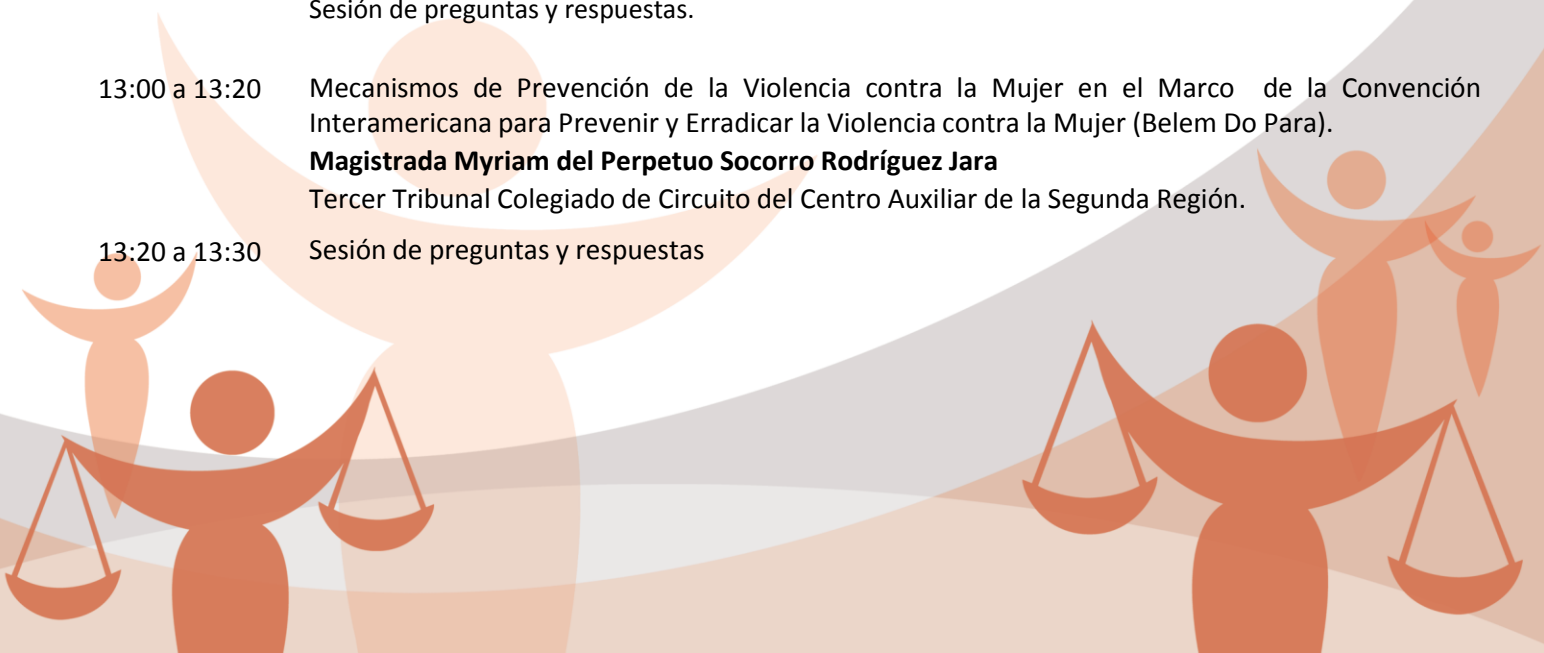 Sesión de preguntas y respuestas.
13:00 a 13:20 Mecanismos de Prevención de la Violencia contra la Mujer en el Marco de la Convención
Interamericana para Prevenir y Erradicar la Violencia contra la Mujer (Belem Do Para).
Magistrada Myriam del Perpetuo Socorro Rodríguez Jara
Tercer Tribunal Colegiado de Circuito del Centro Auxiliar de la Segunda Región.
13:20 a 13:30 Sesión de preguntas y respuestas